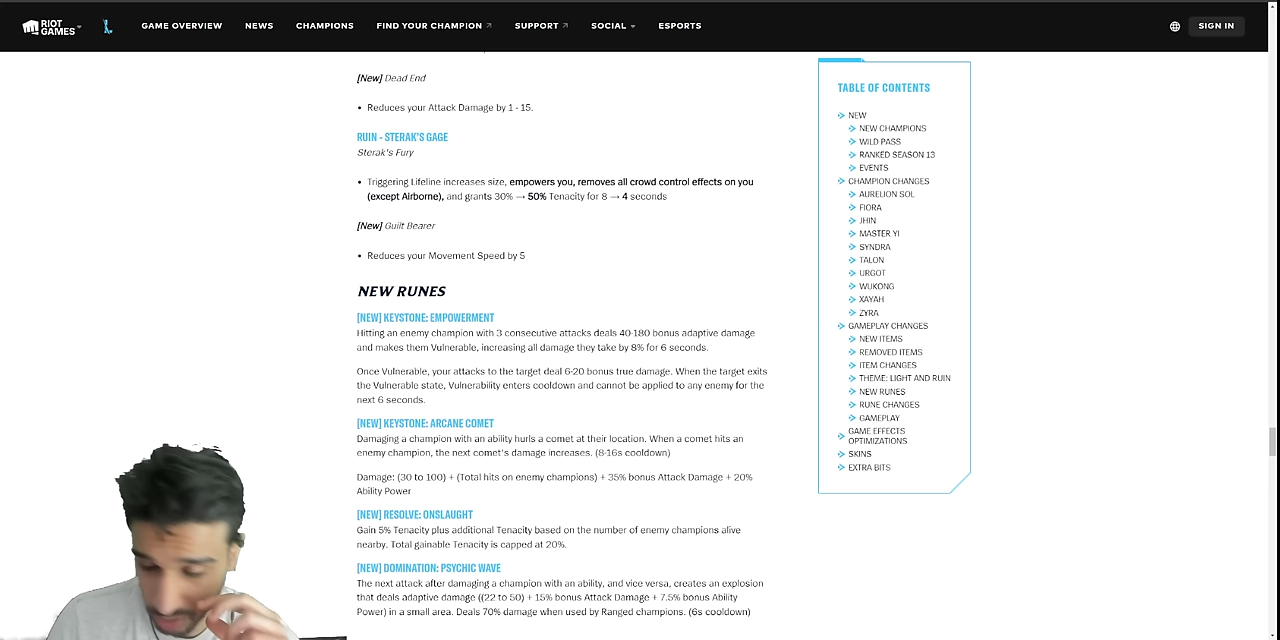 RIOT GAMES
GAME OVERVIEW NEWS CHAMPIONS FIND YOUR CHAMPION SUPPORT SOCIAL ESPORTS SIGN IN
[New] Dead End
• Reduces your Attack Damage by 1 - 15.
RUIN - STERAK'S GAGE
Sterak's Fury
• Triggering Lifeline increases size, empowers you, removes all crowd control effects on you
(except Airborne), and grants 30% → 50% Tenacity for 8 → 4 seconds
[New] Guilt Bearer
• Reduces your Movement Speed by 5
NEW RUNES
[NEW] KEYSTONE: EMPOWERMENT
Hitting an enemy champion with 3 consecutive attacks deals 40-180 bonus adaptive damage
and makes them Vulnerable, increasing all damage they take by 8% for 6 seconds.
Once Vulnerable, your attacks to the target deal 6-20 bonus true damage. When the target exits
the Vulnerable state, Vulnerability enters cooldown and cannot be applied to any enemy for the
next 6 seconds.
[NEW] KEYSTONE: ARCANE COMET
Damaging a champion with an ability hurls a comet at their location. When a comet hits an
enemy champion, the next comet's damage increases. (8-16s cooldown)
Damage: (30 to 100) + (Total hits on enemy champions) + 35% bonus Attack Damage + 20%
Ability Power
[NEW] RESOLVE: ONSLAUGHT
Gain 5% Tenacity plus additional Tenacity based on the number of enemy champions alive
nearby. Total gainable Tenacity is capped at 20%.
[NEW] DOMINATION: PSYCHIC WAVE
The next attack after damaging a champion with an ability, and vice versa, creates an explosion
that deals adaptive damage ((22 to 50) + 15% bonus Attack Damage + 7.5% bonus Ability
Power) in a small area. Deals 70% damage when used by Ranged champions. (6s cooldown)
TABLE OF CONTENTS
NEW
NEW CHAMPIONS
WILD PASS
RANKED SEASON 13
EVENTS
CHAMPION CHANGES
AURELION SOL
FIORA
JHIN
MASTER YI
SYNDRA
TALON
URGOT
WUKONG
XAYAH
ZYRA
GAMEPLAY CHANGES
NEW ITEMS
REMOVED ITEMS
ITEM CHANGES
THEME: LIGHT AND RUIN
NEW RUNES
RUNE CHANGES
GAMEPLAY
GAME EFFECTS
OPTIMIZATIONS
SKINS
EXTRA BITS